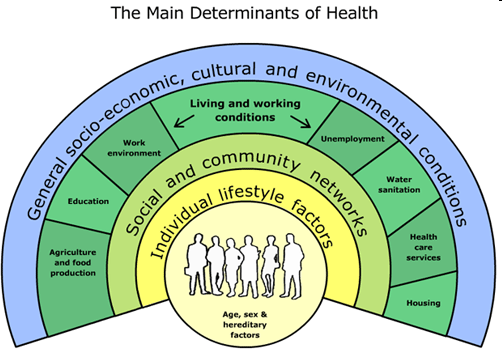 The Main Determinants of Health
General socio-economic, cultural and environmental conditions
Living and working
conditions
Work
environment
Unemployment
Education
Water
sanitation
Agriculture
and food
production
Health
care
services
Housing
Social and community networks
Individual lifestyle factors
Age, sex &
hereditary
factors